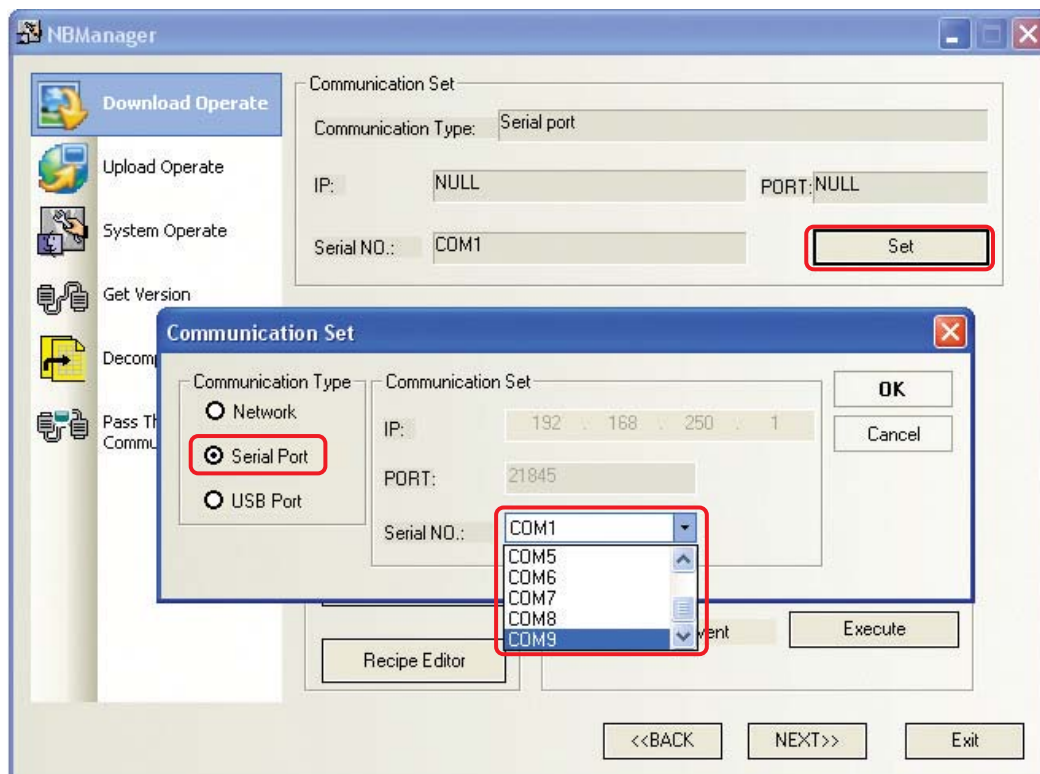 NBManager
Download Operate
Upload Operate
System Operate
Get Version
Communication Set
Communication Type: Serial port
IP: NULL PORT: NULL
Serial NO.: COM1 Set
Communication Set
Communication Type
Network
Serial Port
USB Port
Communication Set
IP: 192 . 168 . 250 . 1
PORT: 21845
Serial NO.: COM1
COM5
COM6
COM7
COM8
COM9
OK
Cancel
Pass
Recipe Editor
Execute
<<BACK NEXT>> Exit